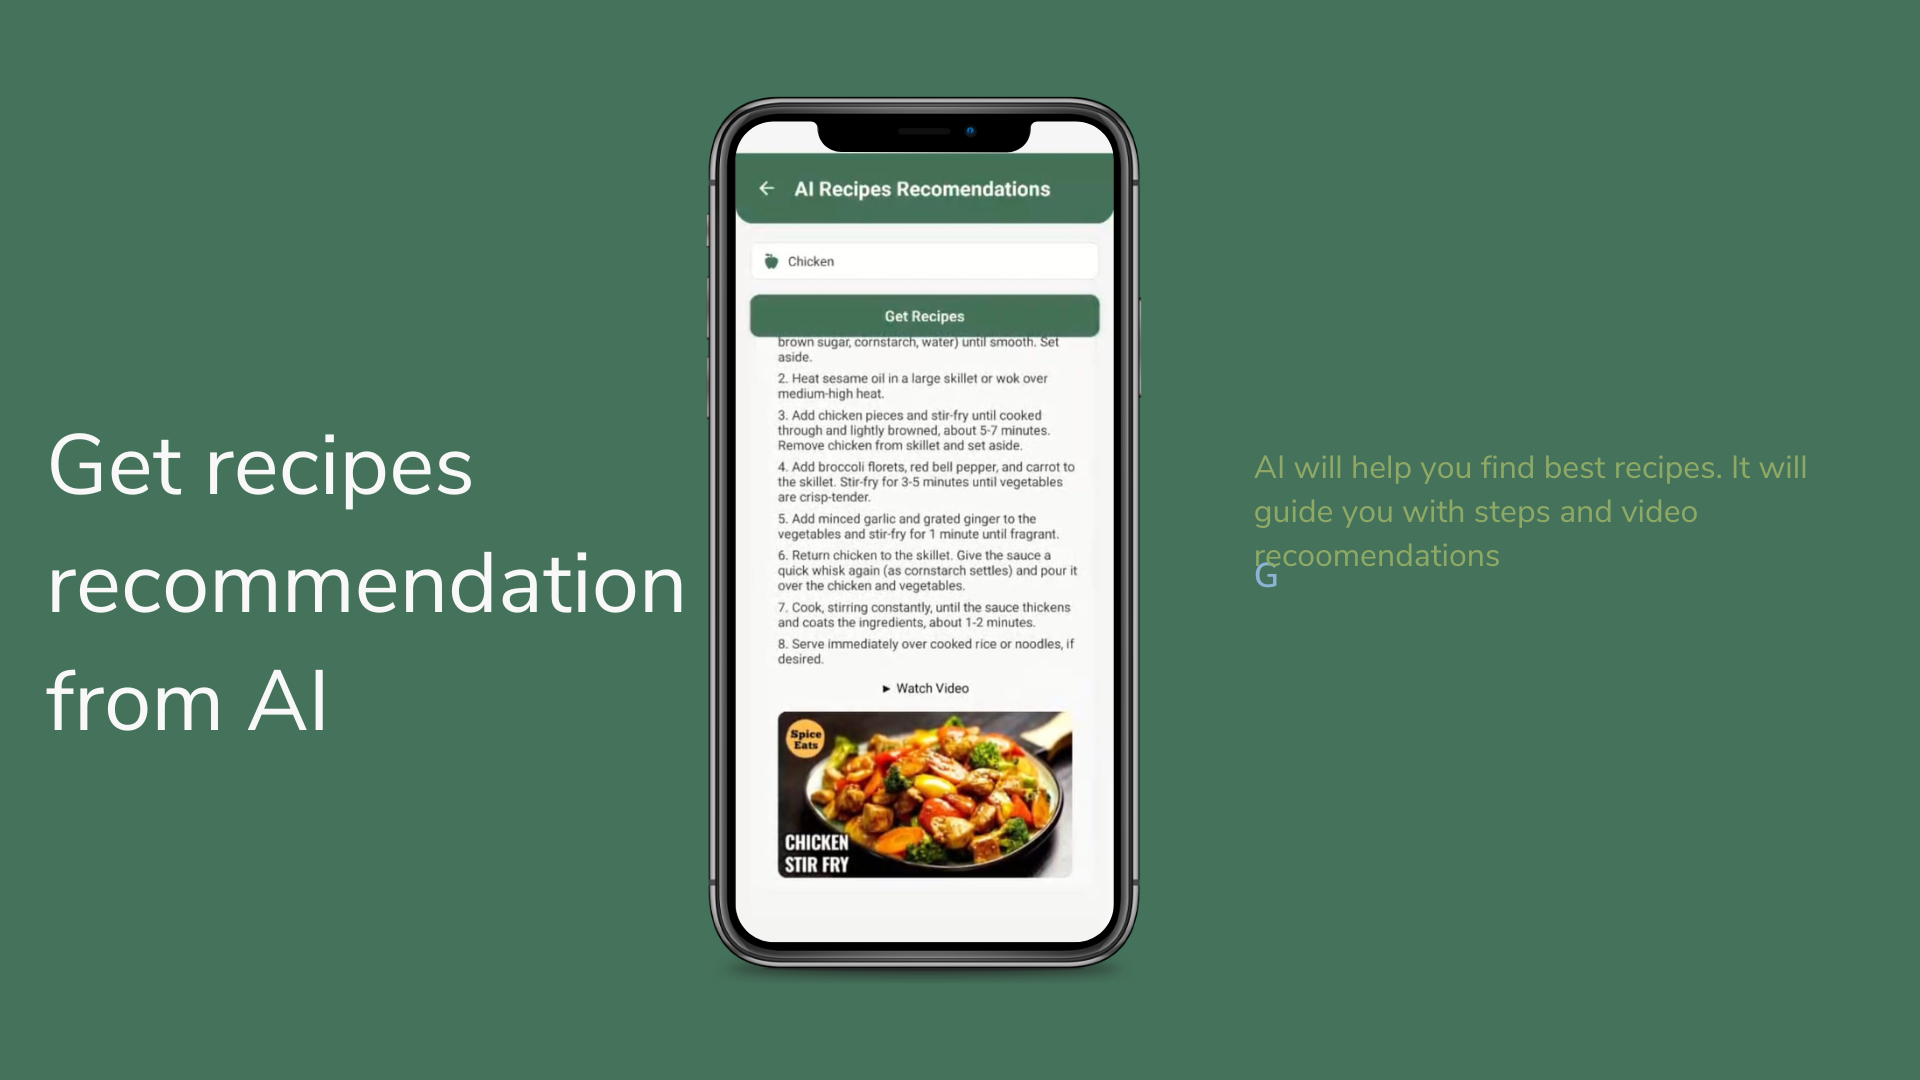 Get recipes
recommendation
from AI
AI Recipes Recomendations
Chicken
Get Recipes
brown sugar, cornstarch, water) until smooth. Set
aside.
2. Heat sesame oil in a large skillet or wok over
medium-high heat.
3. Add chicken pieces and stir-fry until cooked
through and lightly browned, about 5-7 minutes.
Remove chicken from skillet and set aside.
4. Add broccoli florets, red bell pepper, and carrot to
the skillet. Stir-fry for 3-5 minutes until vegetables
are crisp-tender.
5. Add minced garlic and grated ginger to the
vegetables and stir-fry for 1 minute until fragrant.
6. Return chicken to the skillet. Give the sauce a
quick whisk again (as cornstarch settles) and pour it
over the chicken and vegetables.
7. Cook, stirring constantly, until the sauce thickens
and coats the ingredients, about 1-2 minutes.
8. Serve immediately over cooked rice or noodles, if
desired.
► Watch Video
Spice
Eats
CHICKEN
STIR FRY
AI will help you find best recipes. It will
guide you with steps and video
recoomendations
G